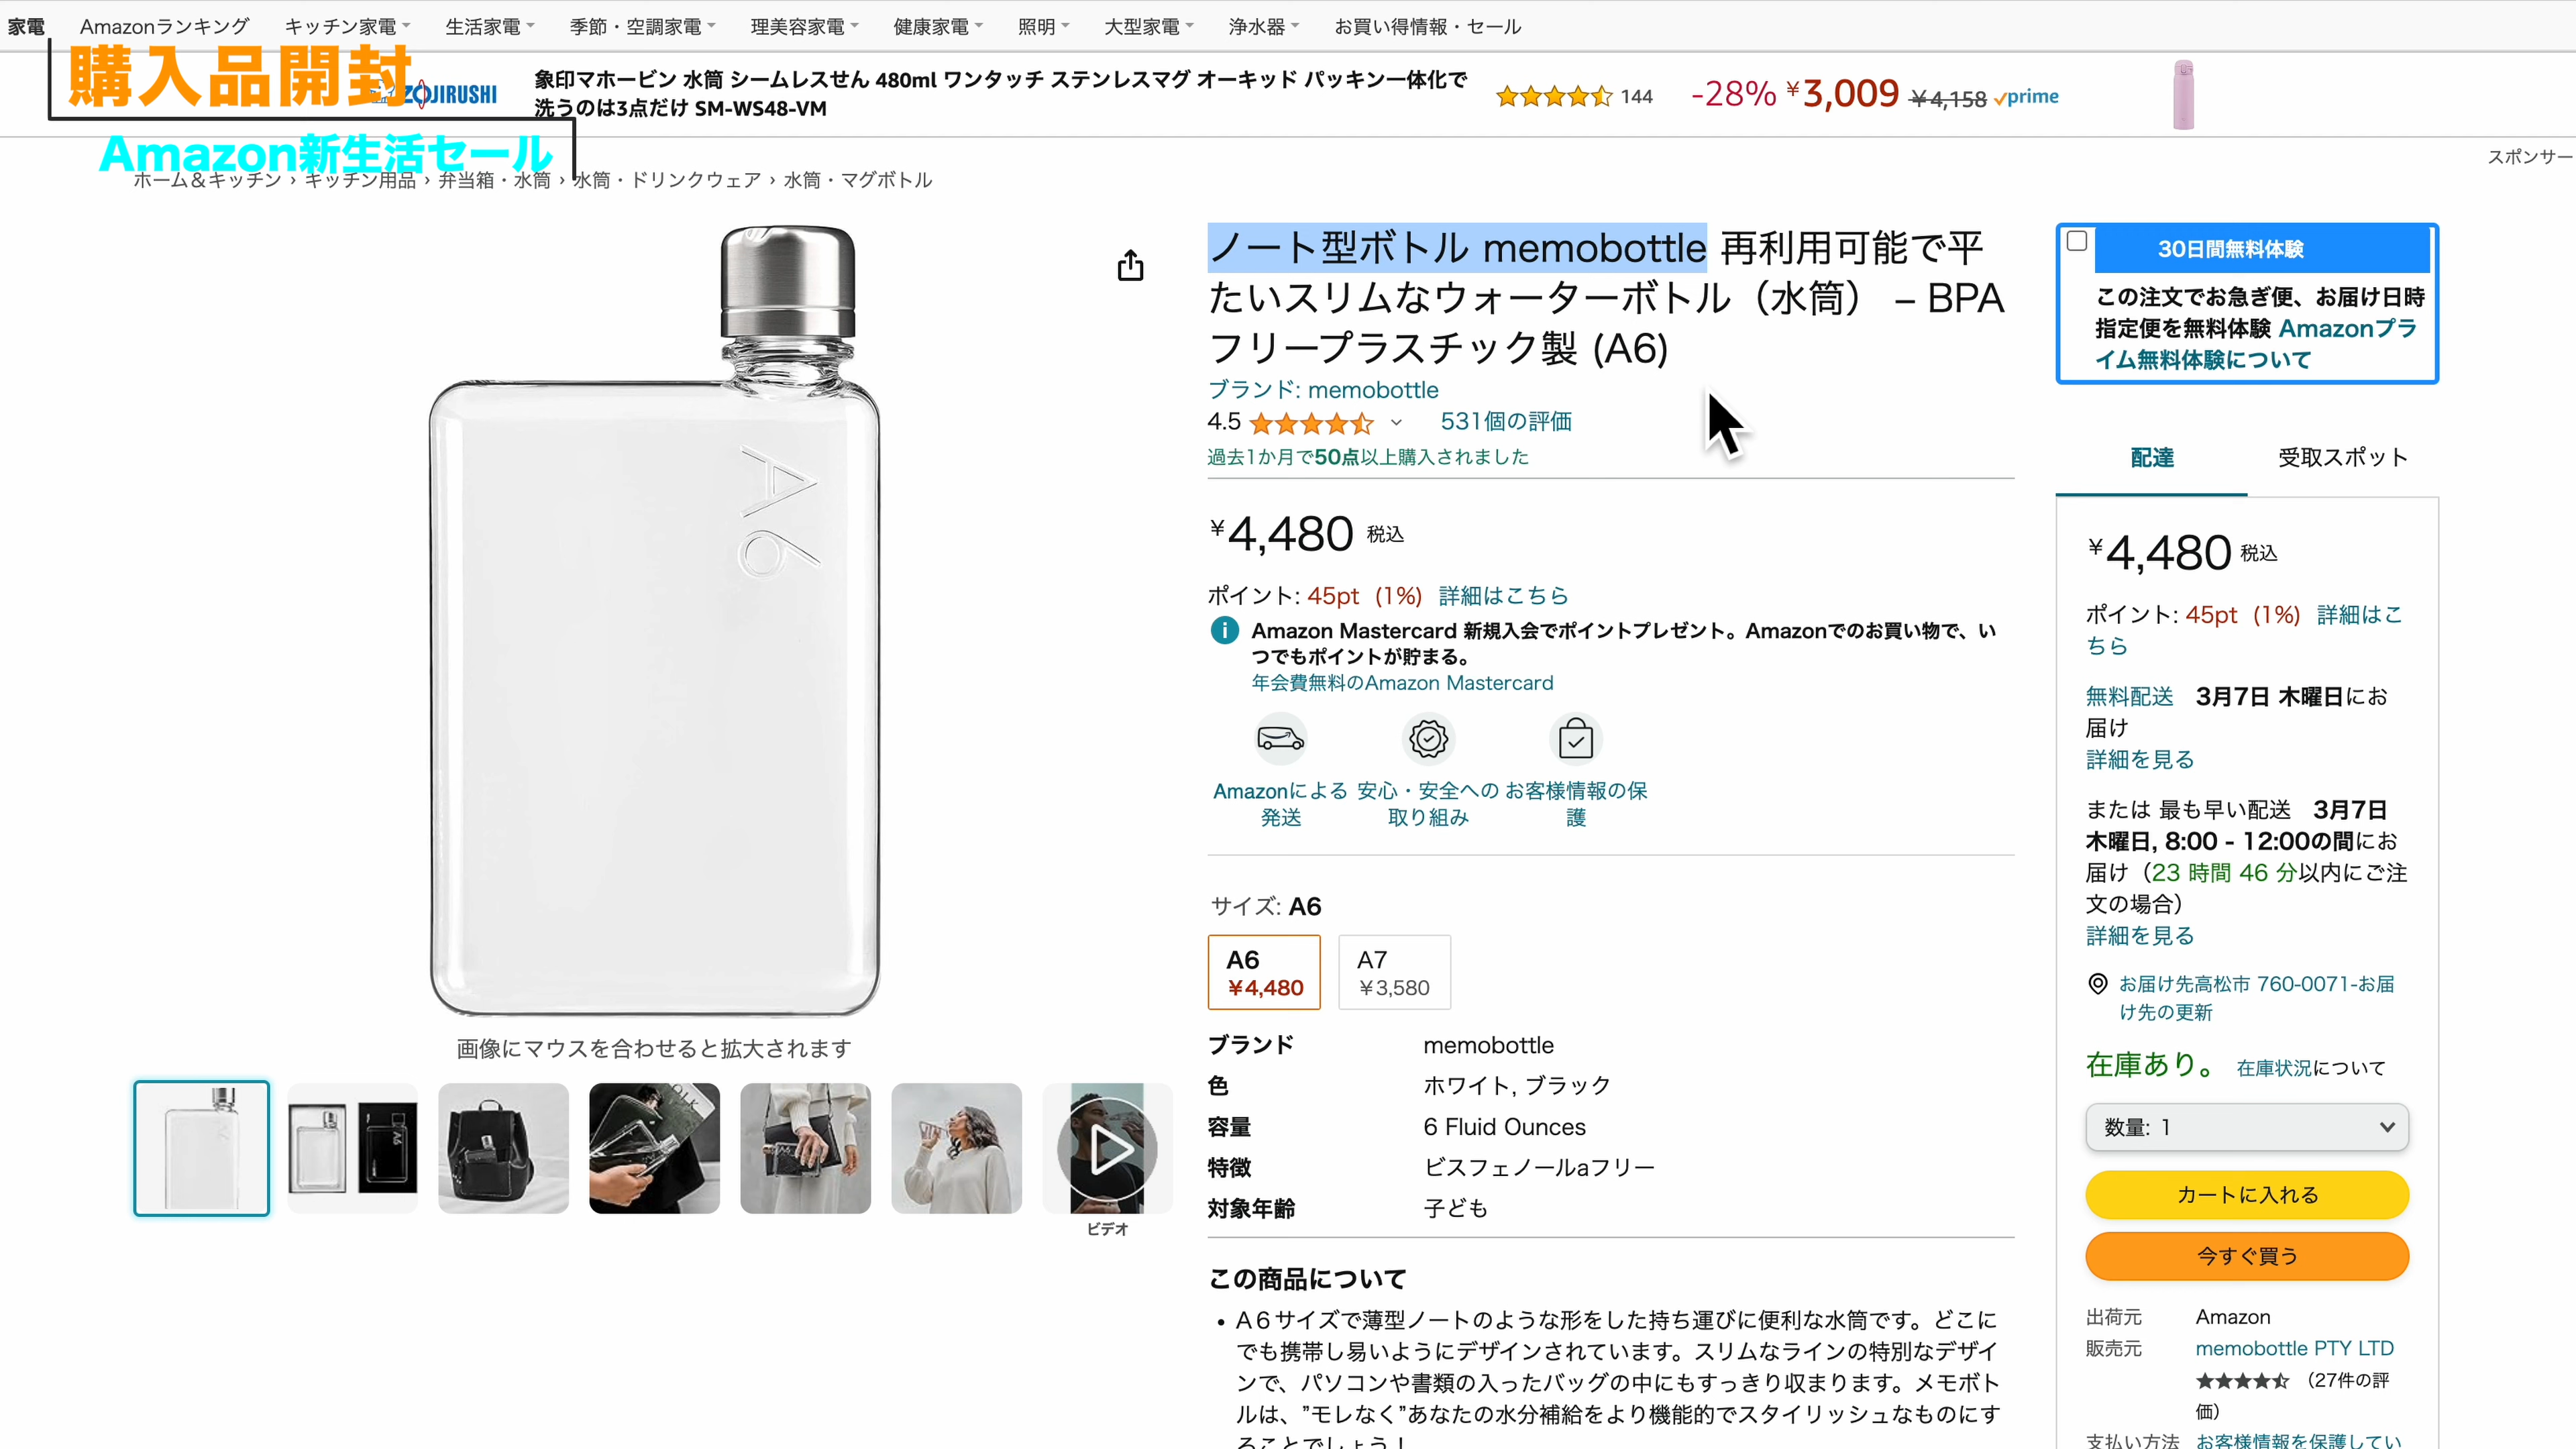 家電 Amazonランキング キッチン家電 生活家電 季節・空調家電 理美容家電 健康家電 照明 大型家電 浄水器 お買い得情報・セール
購入品開封
ZOJIRUSHI
象印マホービン 水筒 シームレスせん 480ml ワンタッチ ステンレスマグ オーキッド パッキン一体化で
洗うのは3点だけ SM-WS48-VM
144 -28% ¥3,009 ¥4,158 prime
スポンサー
Amazon新生活セール
ホーム＆キッチン › キッチン用品 › 弁当箱・水筒 › 水筒・ドリンクウェア › 水筒・マグボトル
A6
画像にマウスを合わせると拡大されます
ビデオ
ノート型ボトル memobottle 再利用可能で平
たいスリムなウォーターボトル（水筒） – BPA
フリープラスチック製 (A6)
ブランド: memobottle
4.5 531個の評価
過去1か月で50点以上購入されました
¥4,480 税込
ポイント: 45pt (1%) 詳細はこちら
Amazon Mastercard 新規入会でポイントプレゼント。Amazonでのお買い物で、い
つでもポイントが貯まる。
年会費無料のAmazon Mastercard
Amazonによる
発送
安心・安全への
取り組み
お客様情報の保
護
サイズ: A6
A6
¥4,480
A7
¥3,580
ブランド memobottle
色 ホワイト, ブラック
容量 6 Fluid Ounces
特徴 ビスフェノールaフリー
対象年齢 子ども
この商品について
• A６サイズで薄型ノートのような形をした持ち運びに便利な水筒です。どこに
でも携帯し易いようにデザインされています。スリムなラインの特別なデザイ
ンで、パソコンや書類の入ったバッグの中にもすっきり収まります。メモボト
ルは、”モレなく”あなたの水分補給をより機能的でスタイリッシュなものにす
ることでしょう！
30日間無料体験
この注文でお急ぎ便、お届け日時
指定便を無料体験 Amazonプラ
イム無料体験について
配達 受取スポット
¥4,480 税込
ポイント: 45pt (1%) 詳細はこ
ちら
無料配送 3月7日 木曜日にお
届け
詳細を見る
または 最も早い配送 3月7日
木曜日, 8:00 - 12:00の間にお
届け（23 時間 46 分以内にご注
文の場合）
詳細を見る
お届け先高松市 760-0071-お届
け先の更新
在庫あり。 在庫状況について
数量: 1
カートに入れる
今すぐ買う
出荷元 Amazon
販売元 memobottle PTY LTD
（27件の評
価）
支払い方法 お客様情報を保護してい